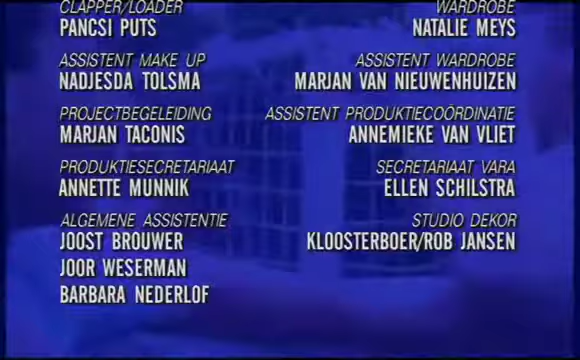 CLAPPER/LOADER
PANCSI PUTS
ASSISTENT MAKE UP
NADJESDA TOLSMA
PROJECTBEGELEIDING
MARJAN TACONIS
PRODUKTIESECRETARIAAT
ANNETTE MUNNIK
ALGEMENE ASSISTENTIE
JOOST BROUWER
JOOR WESERMAN
BARBARA NEDERLOF
WARDROBE
NATALIE MEYS
ASSISTENT WARDROBE
MARJAN VAN NIEUWENHUIZEN
ASSISTENT PRODUKTIECOÖRDINATIE
ANNEMIEKE VAN VLIET
SECRETARIAAT VARA
ELLEN SCHILSTRA
STUDIO DEKOR
KLOOSTERBOER/ROB JANSEN